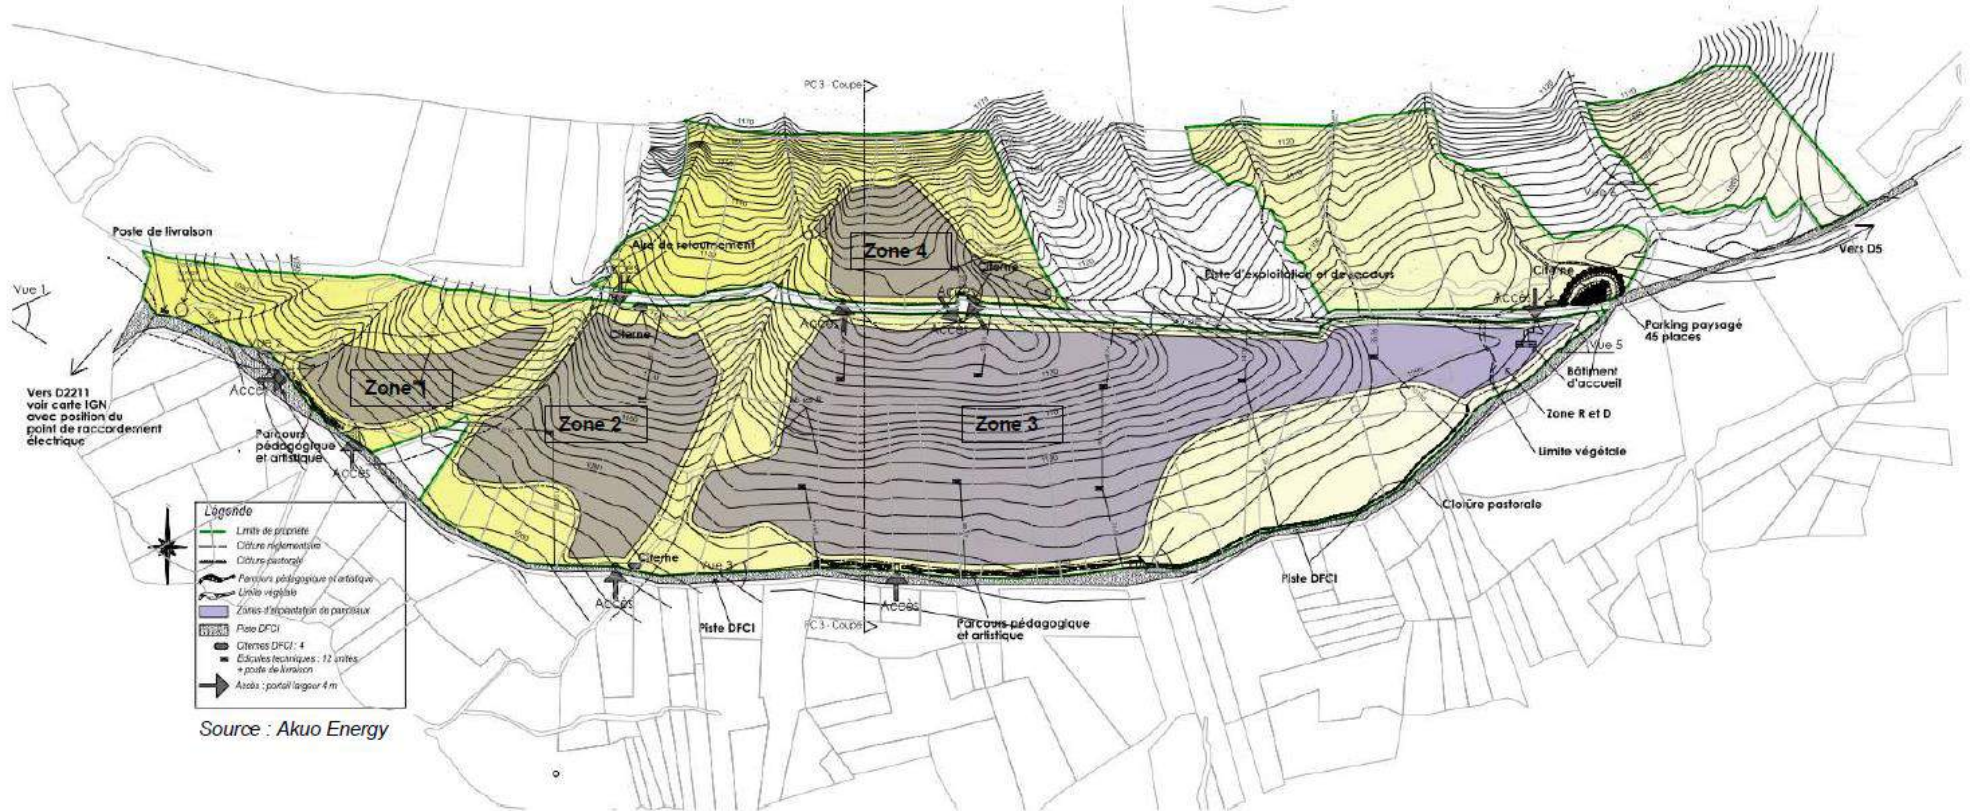 PC 3 - Coupe
Poste de livraison
Aire de retournement
Accès
Zone 4
Citerne
Accès
Piste d'exploitation et de secours
Vue 6
Citerne
Accès
Vers D5
Vue 1
Accès
Accès
Citerne
Parking paysagé
45 places
Vue 5
Bâtiment
d'accueil
Zone R et D
Limite végétale
Clotûre pastorale
Zone 1
Zone 2
Zone 3
Accès
Vers D2211
voir carte IGN
avec position du
point de raccordement
électrique
Parcours
pédagogique
et artistique
Accès
Citerne
Vue 3
Accès
Accès
Piste DFCI
PC 3 - Coupe
Parcours pédagogique
et artistique
Piste DFCI
Légende
Limite de propriété
Clôture réglementaire
Clôture pastorale
Parcours pédagogique et artistique
Limite végétale
Zones d'implantation de panneaux
Piste DFCI
Citernes DFCI : 4
Edicules techniques : 12 unités
+ poste de livraison
Accès : portail largeur 4 m
Source : Akuo Energy